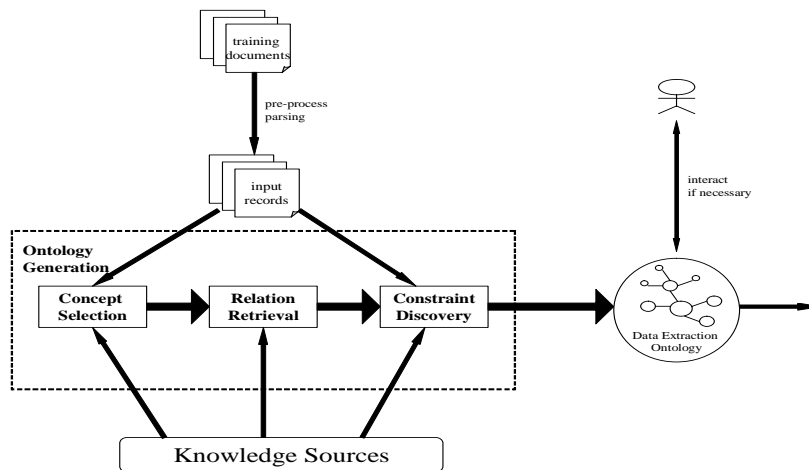 training
documents
pre-process
parsing
input
records
interact
if necessary
Ontology
Generation
Concept
Selection
Relation
Retrieval
Constraint
Discovery
Data Extraction
Ontology
Knowledge Sources